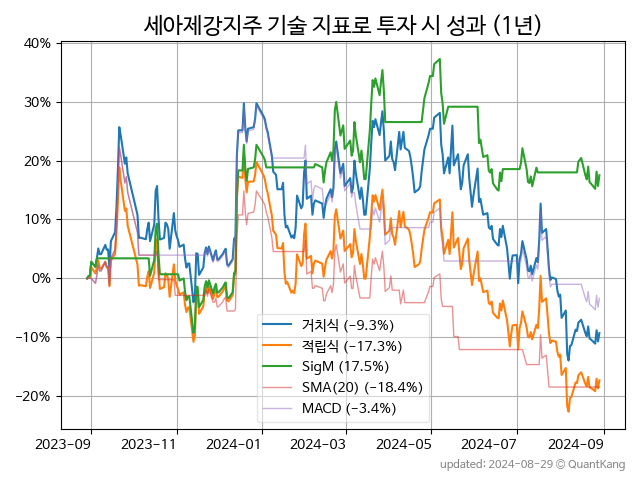 세아제강지주 기술 지표로 투자 시 성과 (1년)
40%
30%
20%
10%
0%
−10%
−20%
거치식 (−9.3%)
적립식 (−17.3%)
SigM (17.5%)
SMA(20) (−18.4%)
MACD (−3.4%)
2023-09
2023-11
2024-01
2024-03
2024-05
2024-07
2024-09
updated: 2024-08-29 © QuantKang